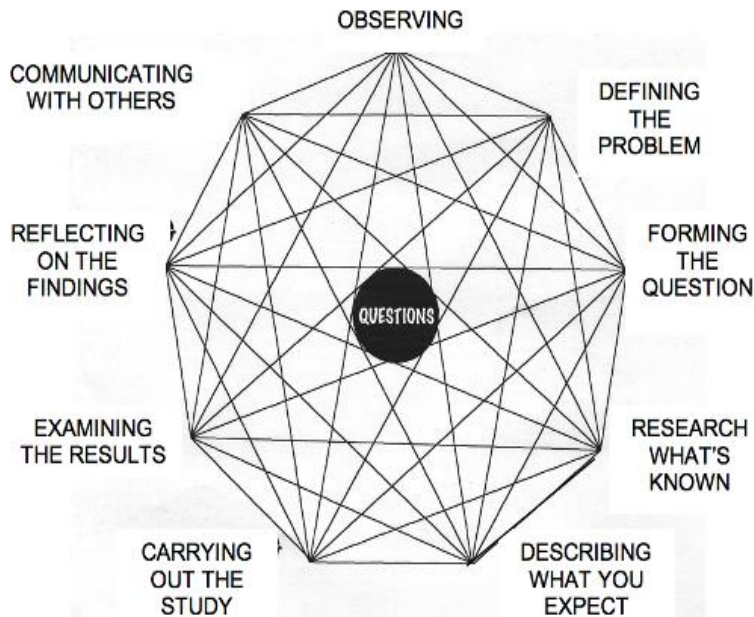 OBSERVING
COMMUNICATING
WITH OTHERS
DEFINING
THE
PROBLEM
REFLECTING
ON THE
FINDINGS
FORMING
THE
QUESTION
QUESTIONS
EXAMINING
THE RESULTS
RESEARCH
WHAT'S
KNOWN
CARRYING
OUT THE
STUDY
DESCRIBING
WHAT YOU
EXPECT